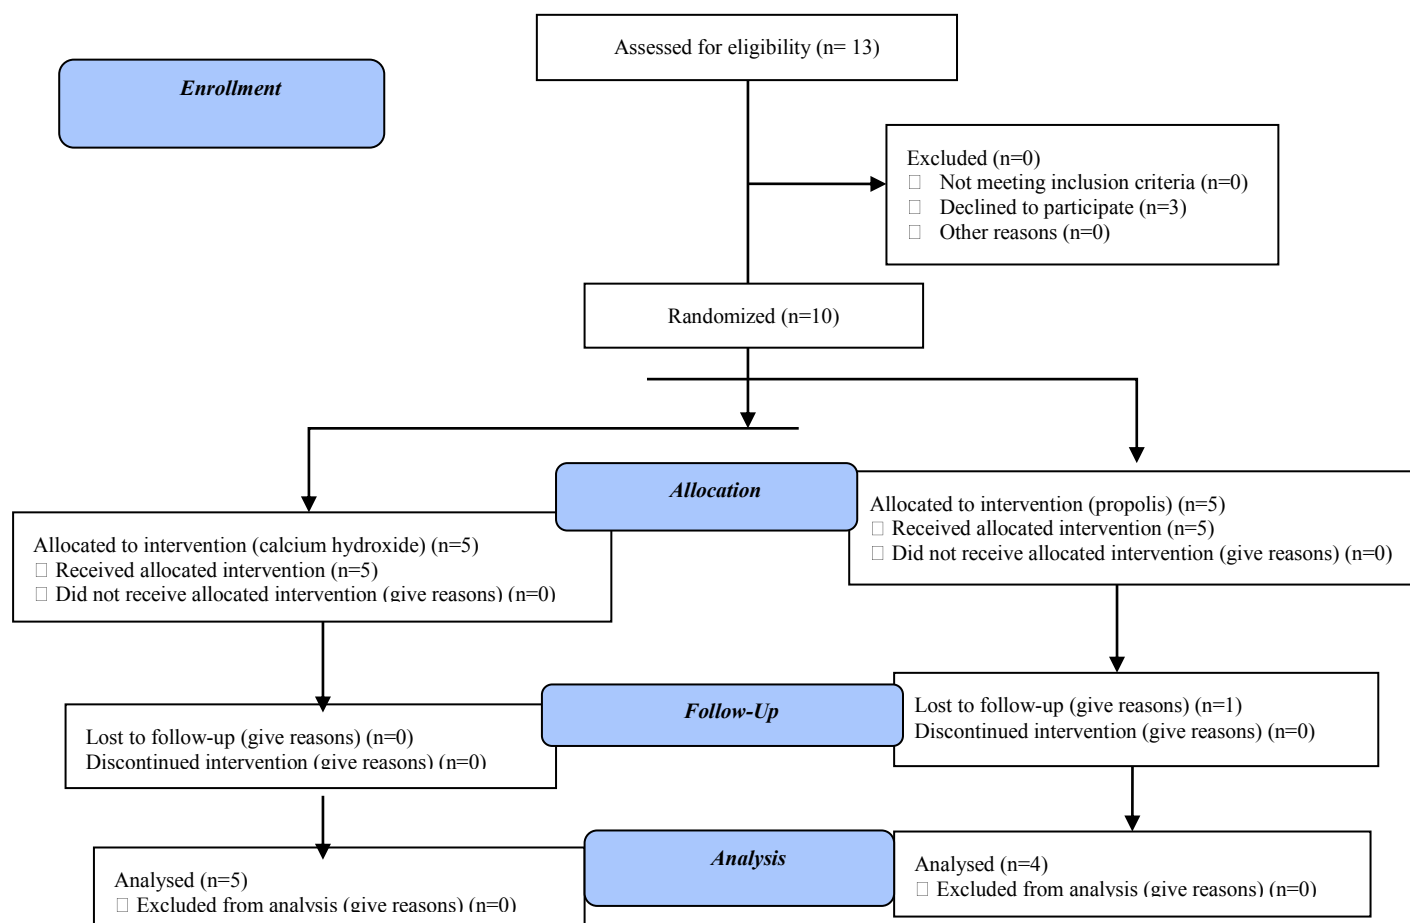 Assessed for eligibility (n= 13)
Enrollment
Excluded (n=0)
□ Not meeting inclusion criteria (n=0)
□ Declined to participate (n=3)
□ Other reasons (n=0)
Randomized (n=10)
Allocation
Allocated to intervention (calcium hydroxide) (n=5)
□ Received allocated intervention (n=5)
□ Did not receive allocated intervention (give reasons) (n=0)
Allocated to intervention (propolis) (n=5)
□ Received allocated intervention (n=5)
□ Did not receive allocated intervention (give reasons) (n=0)
Follow-Up
Lost to follow-up (give reasons) (n=0)
Discontinued intervention (give reasons) (n=0)
Lost to follow-up (give reasons) (n=1)
Discontinued intervention (give reasons) (n=0)
Analysis
Analysed (n=5)
□ Excluded from analysis (give reasons) (n=0)
Analysed (n=4)
□ Excluded from analysis (give reasons) (n=0)